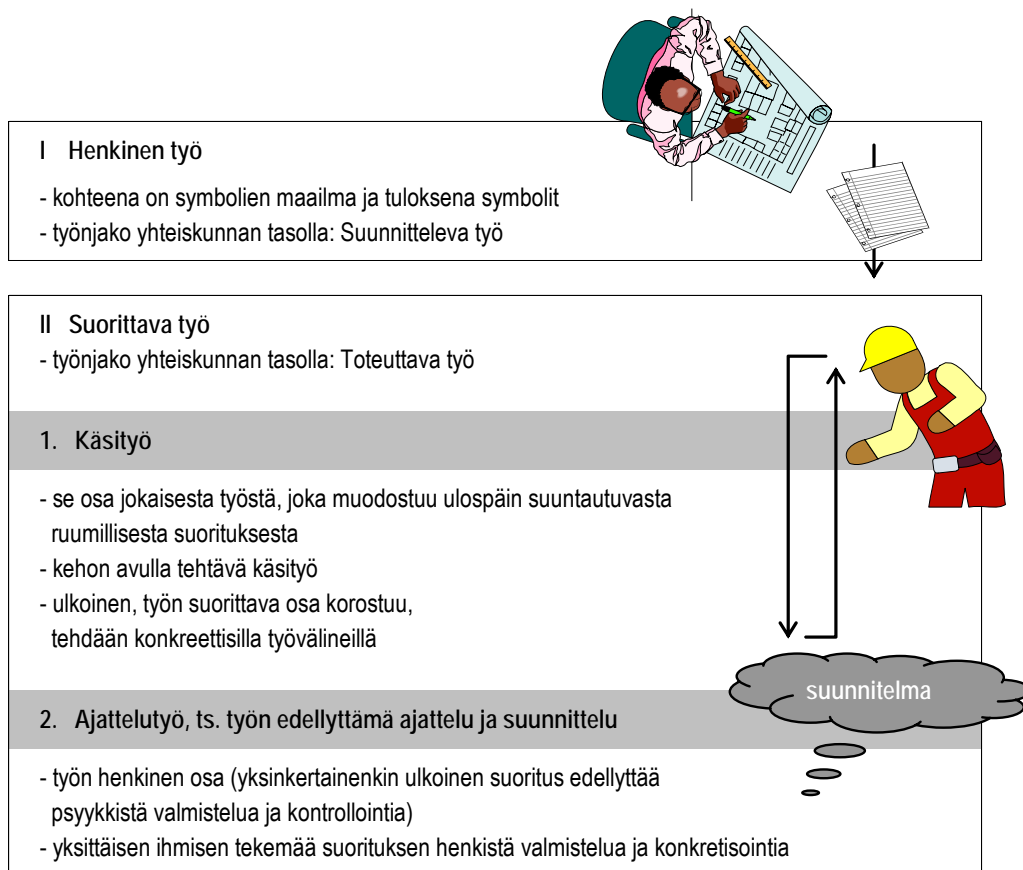 I Henkinen työ
- kohteena on symbolien maailma ja tuloksena symbolit
- työnjako yhteiskunnan tasolla: Suunnitteleva työ
II Suorittava työ
- työnjako yhteiskunnan tasolla: Toteuttava työ
1. Käsityö
- se osa jokaisesta työstä, joka muodostuu ulospäin suuntautuvasta
ruumillisesta suorituksesta
- kehon avulla tehtävä käsityö
- ulkoinen, työn suorittava osa korostuu,
tehdään konkreettisilla työvälineillä
suunnitelma
2. Ajattelutyö, ts. työn edellyttämä ajattelu ja suunnittelu
- työn henkinen osa (yksinkertainenkin ulkoinen suoritus edellyttää
psyykkistä valmistelua ja kontrollointia)
- yksittäisen ihmisen tekemää suorituksen henkistä valmistelua ja konkretisointia